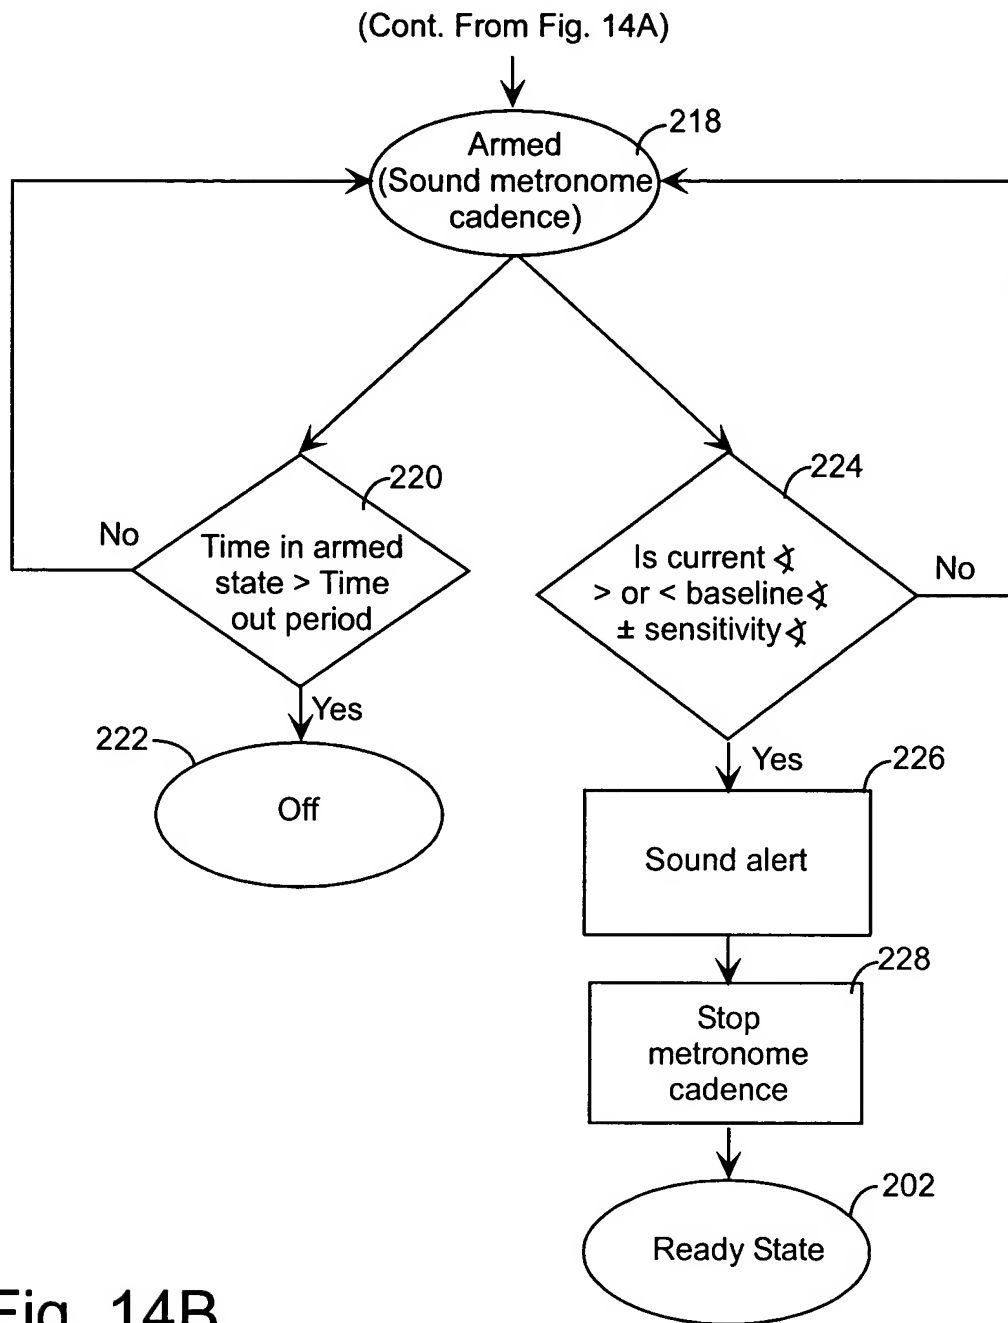 (Cont. From Fig. 14A)
218
Armed
(Sound metronome
cadence)
220
No
Time in armed
state > Time
out period
Yes
222
Off
224
Is current ∢
> or < baseline∢
± sensitivity∢
No
Yes
226
Sound alert
228
Stop
metronome
cadence
202
Ready State
Fig. 14B